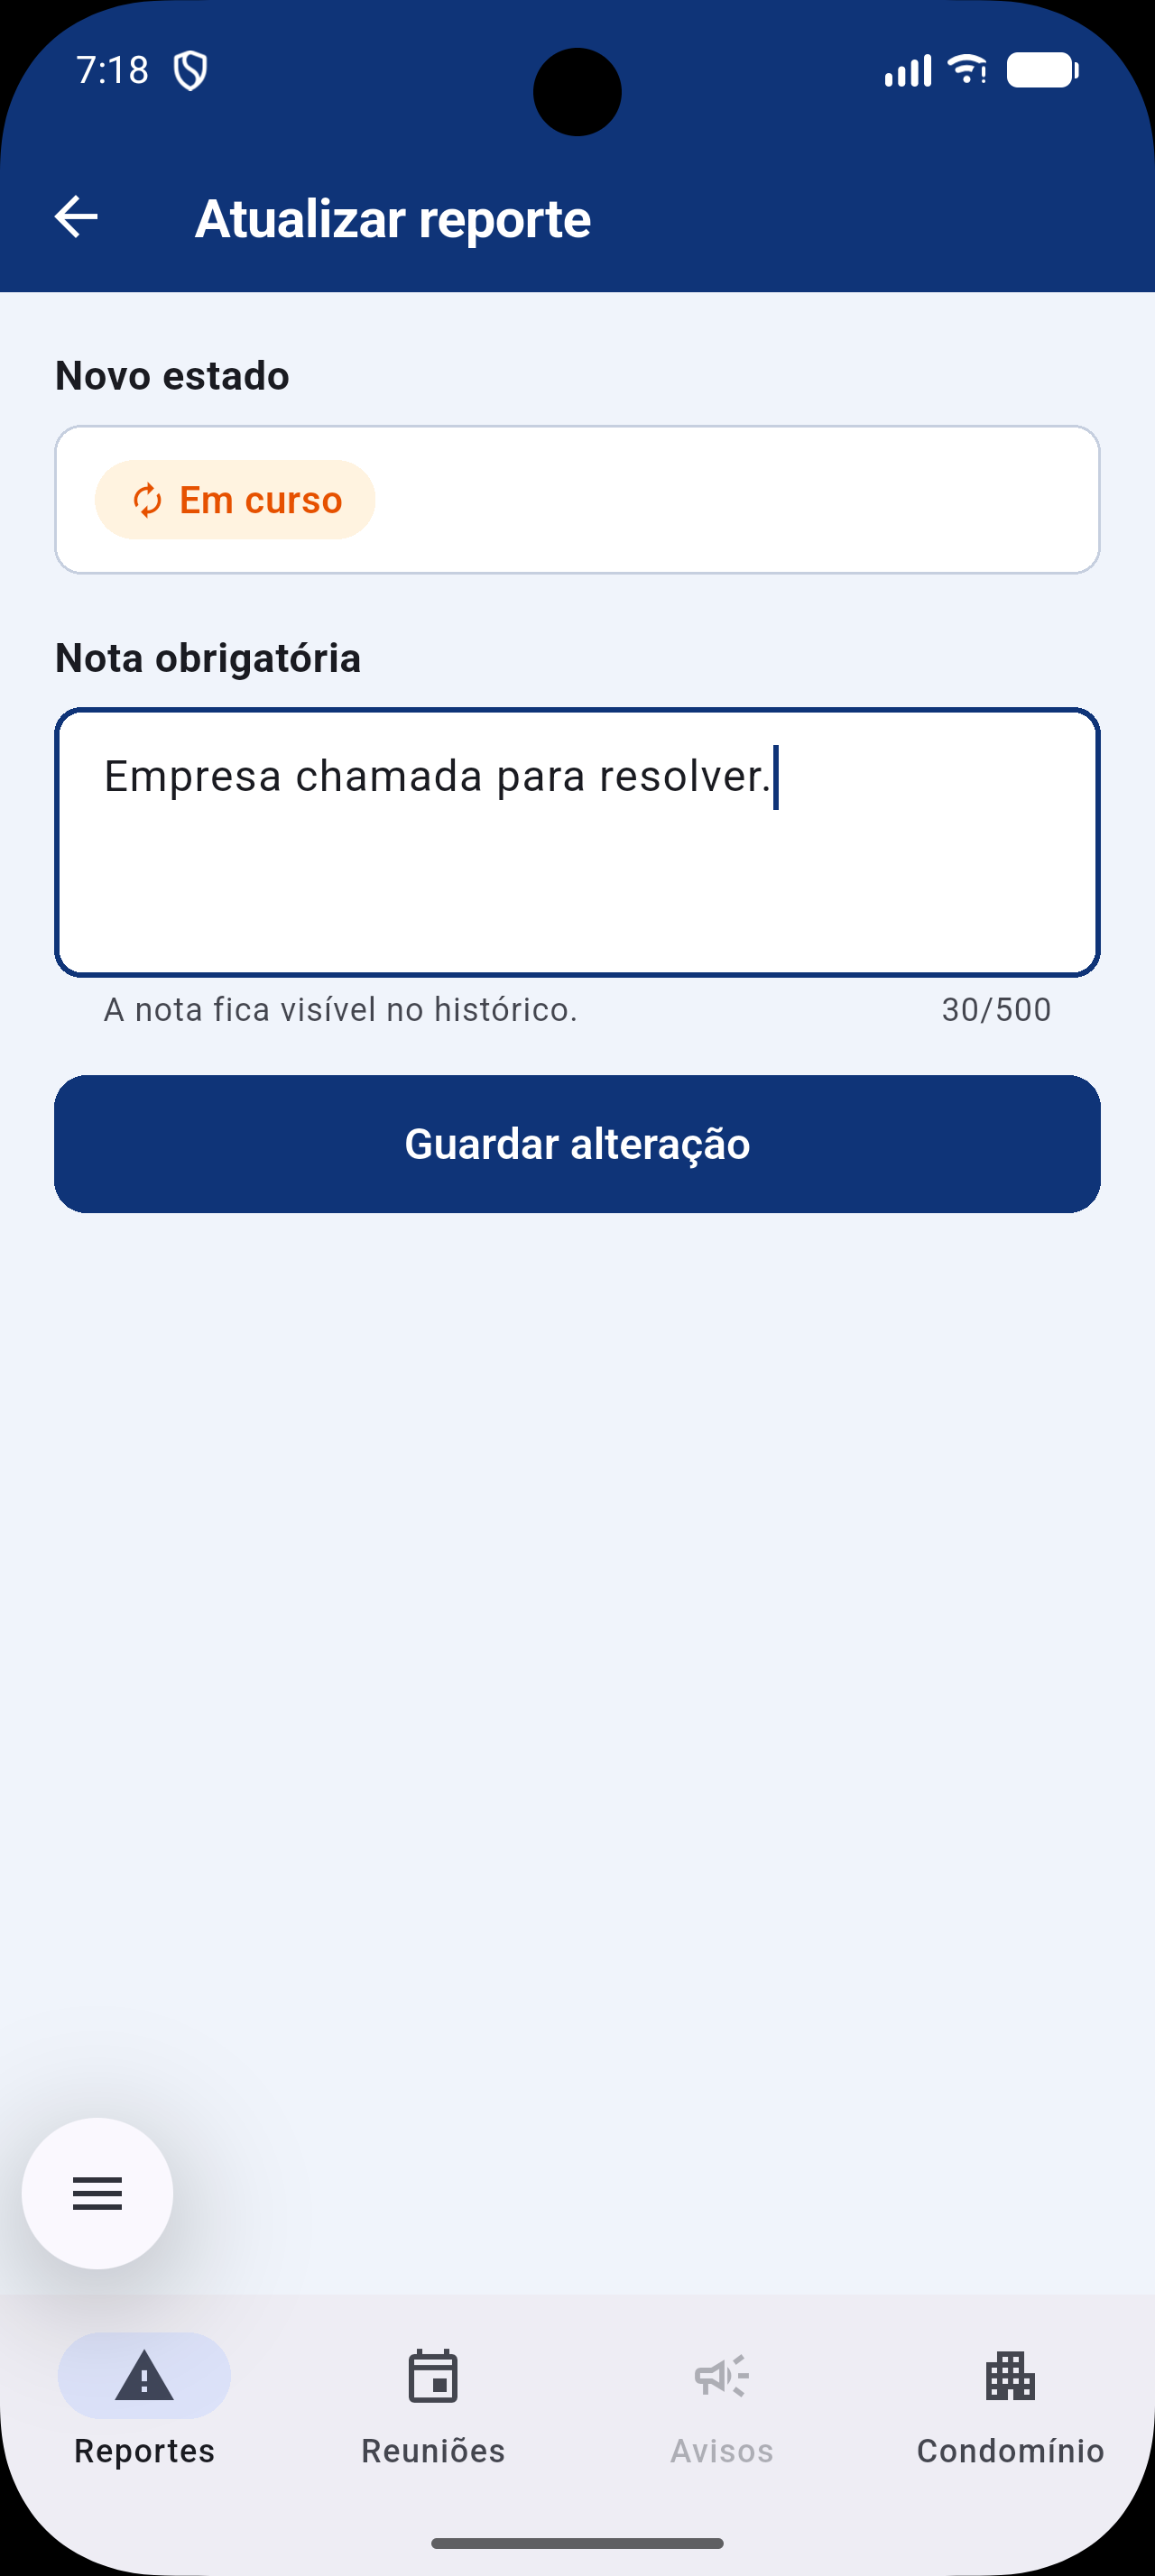 7:18
Atualizar reporte
Novo estado
Em curso
Nota obrigatória
Empresa chamada para resolver.
A nota fica visível no histórico. 30/500
Guardar alteração
Reportes Reuniões Avisos Condomínio